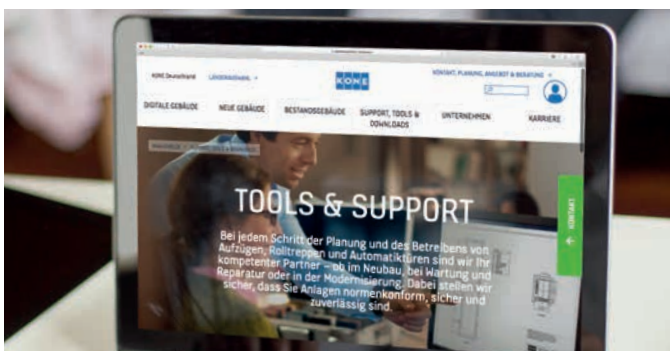 KONE Deutschland
KONE
KONTAKT, PLANUNG, ANGEBOT & BERATUNG
DIGITALE GEBÄUDE
NEUE GEBÄUDE
BESTANDSGEBÄUDE
SUPPORT, TOOLS &
DOWNLOADS
UNTERNEHMEN
KARRIERE
TOOLS & SUPPORT
KONTAKT
Bei jedem Schritt der Planung und des Betreibens von
Aufzügen, Rolltreppen und Automatiktüren sind wir Ihr
kompetenter Partner – ob im Neubau, bei Wartung und
Reparatur oder in der Modernisierung. Dabei stellen wir
sicher, dass Sie Anlagen normenkonform, sicher und
zuverlässig sind.